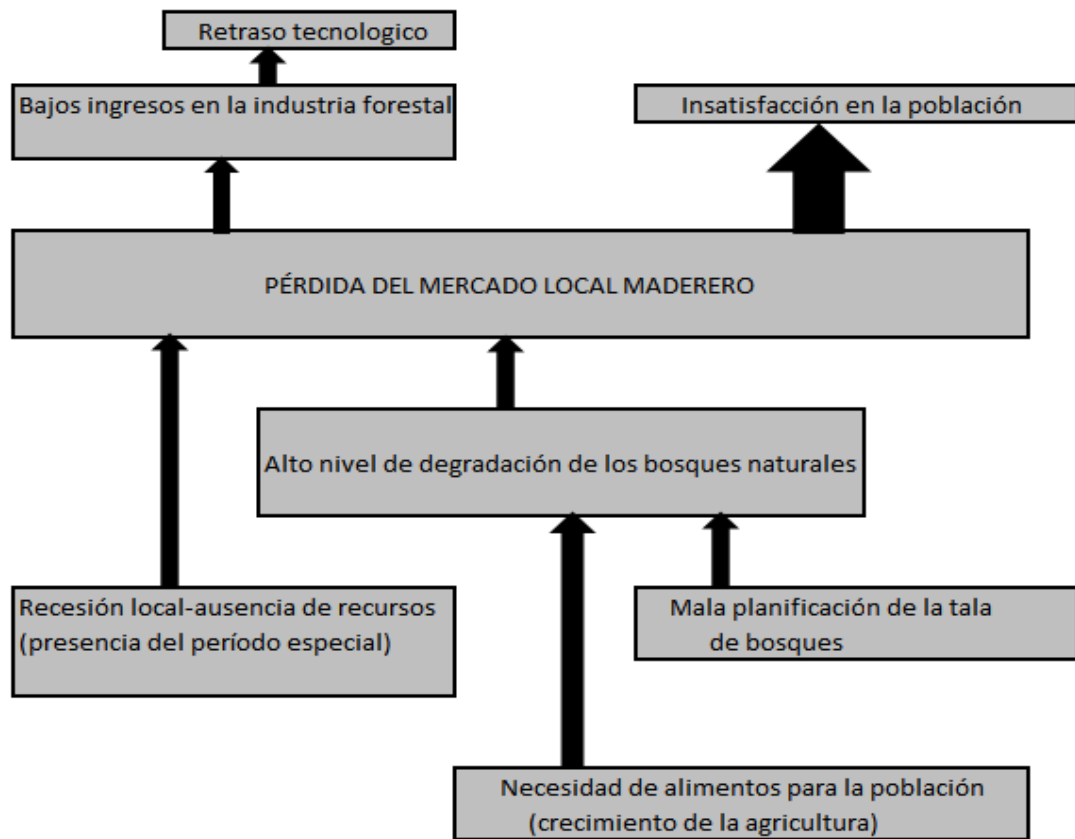 Retraso tecnologico
Bajos ingresos en la industria forestal
Insatisfacción en la población
PÉRDIDA DEL MERCADO LOCAL MADERERO
Alto nivel de degradación de los bosques naturales
Recesión local-ausencia de recursos
(presencia del período especial)
Mala planificación de la tala
de bosques
Necesidad de alimentos para la población
(crecimiento de la agricultura)